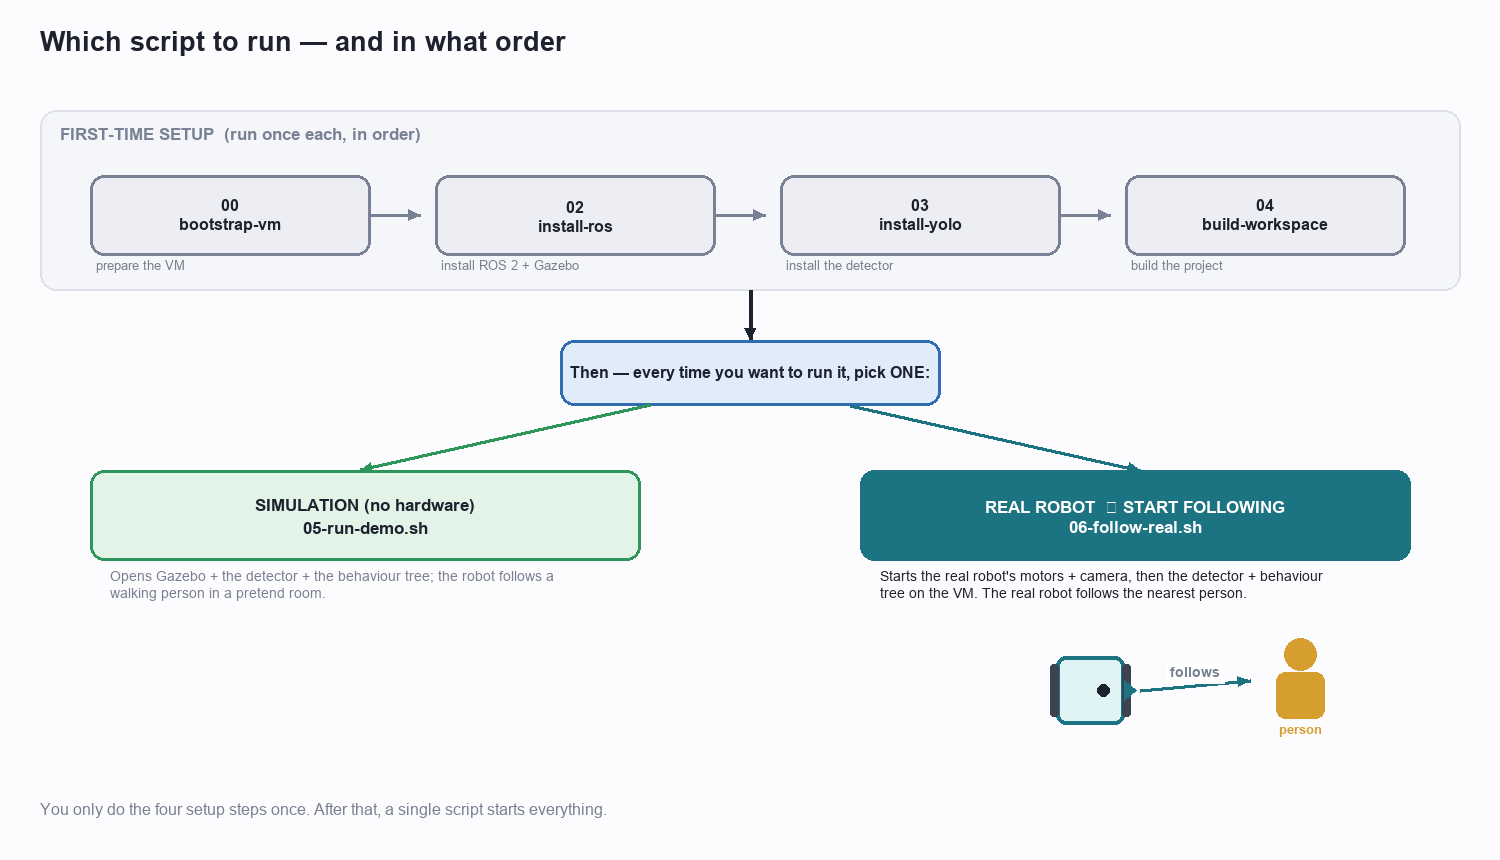 Which script to run — and in what order
FIRST-TIME SETUP (run once each, in order)
00
bootstrap-vm
prepare the VM
02
install-ros
install ROS 2 + Gazebo
03
install-yolo
install the detector
04
build-workspace
build the project
Then — every time you want to run it, pick ONE:
SIMULATION (no hardware)
05-run-demo.sh
Opens Gazebo + the detector + the behaviour tree; the robot follows a
walking person in a pretend room.
REAL ROBOT ▯ START FOLLOWING
06-follow-real.sh
Starts the real robot's motors + camera, then the detector + behaviour
tree on the VM. The real robot follows the nearest person.
follows
person
You only do the four setup steps once. After that, a single script starts everything.